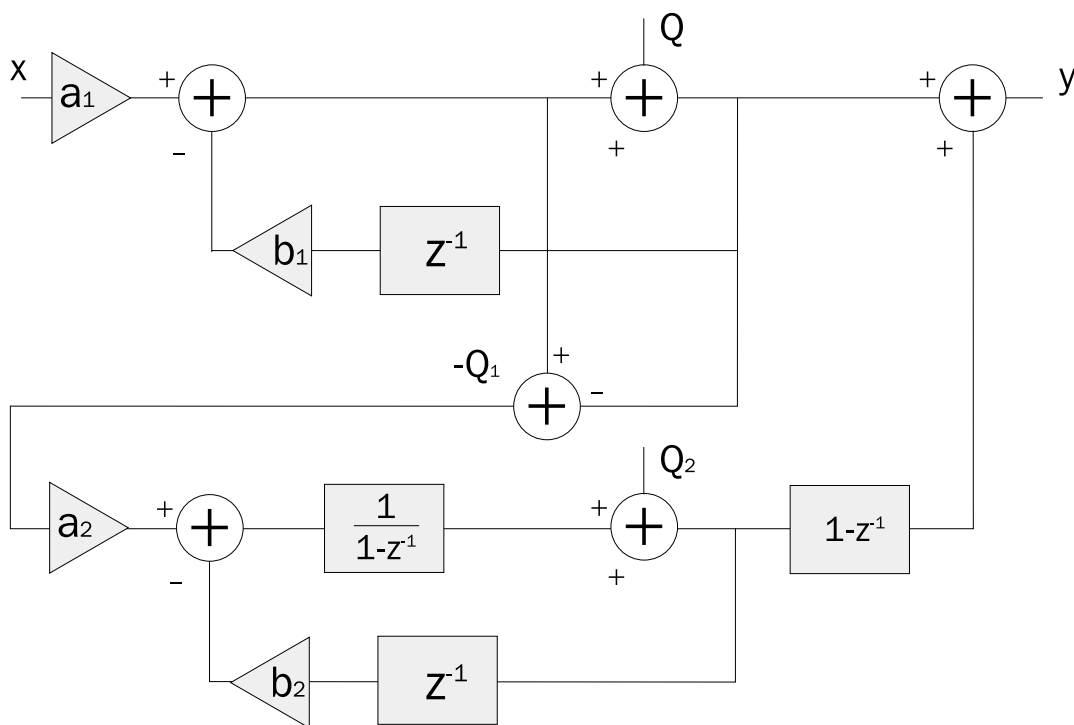 Q
x
a₁
+
-
+
+
+
+
+
+
y
b₁
z⁻¹
-Q₁
+
+
-
Q₂
a₂
+
-
+
1
1-z⁻¹
+
+
+
1-z⁻¹
b₂
z⁻¹